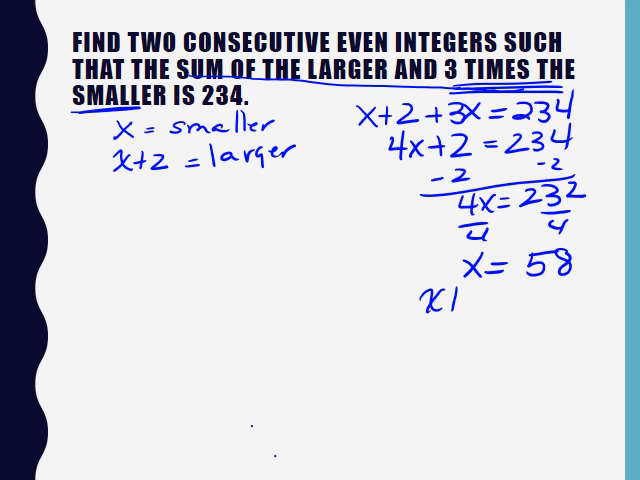 FIND TWO CONSECUTIVE EVEN INTEGERS SUCH
THAT THE SUM OF THE LARGER AND 3 TIMES THE
SMALLER IS 234.
x = smaller
x+2 = larger
x+2 + 3x = 234
4x+2 = 234
-2 -2
4x = 232
4 4
x = 58
x